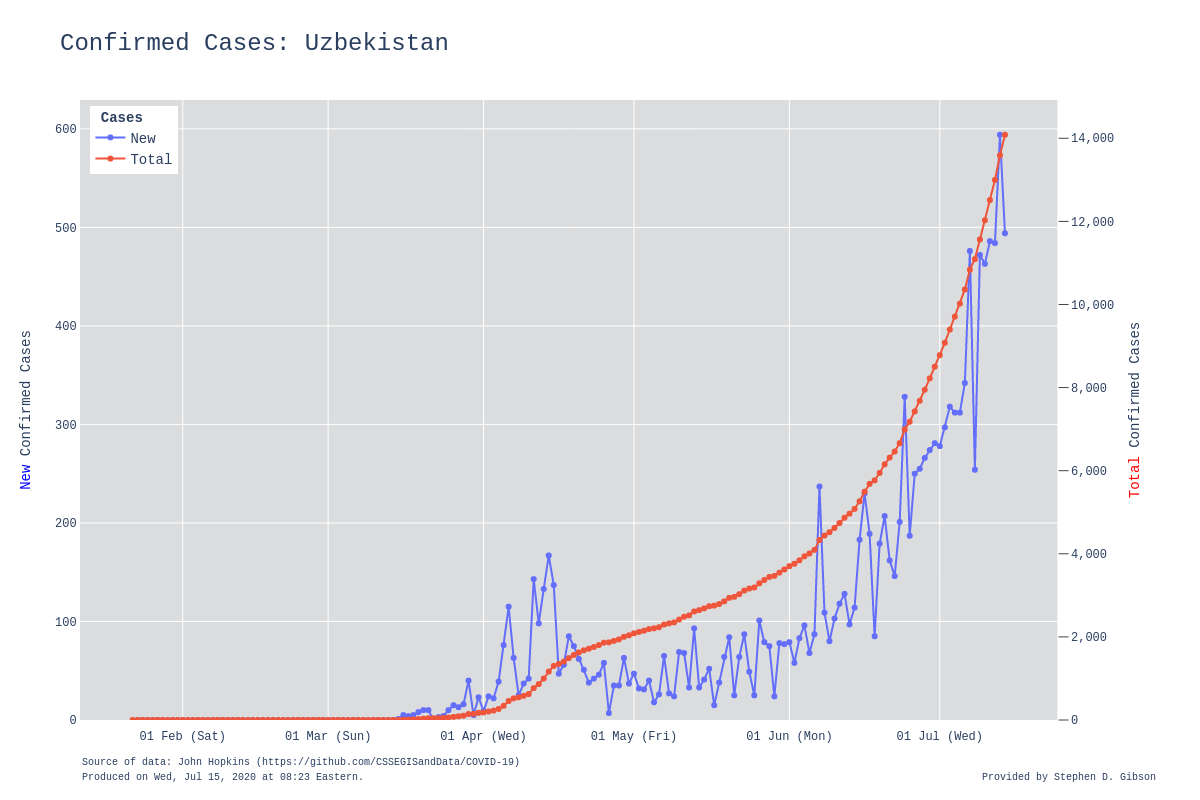 Confirmed Cases: Uzbekistan
Cases
New
Total
600
500
400
300
200
100
0
New Confirmed Cases
14,000
12,000
10,000
8,000
6,000
4,000
2,000
0
Total Confirmed Cases
01 Feb (Sat)
01 Mar (Sun)
01 Apr (Wed)
01 May (Fri)
01 Jun (Mon)
01 Jul (Wed)
Source of data: John Hopkins (https://github.com/CSSEGISandData/COVID-19)
Produced on Wed, Jul 15, 2020 at 08:23 Eastern.
Provided by Stephen D. Gibson